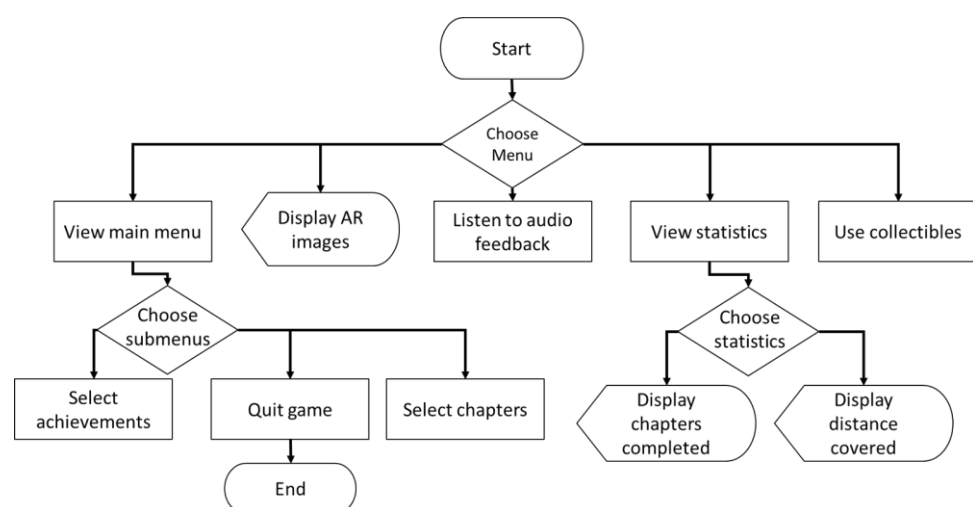 Start
Choose
Menu
View main menu
Display AR
images
Listen to audio
feedback
View statistics
Use collectibles
Choose
submenus
Choose
statistics
Select
achievements
Quit game
Select chapters
Display
chapters
completed
Display
distance
covered
End